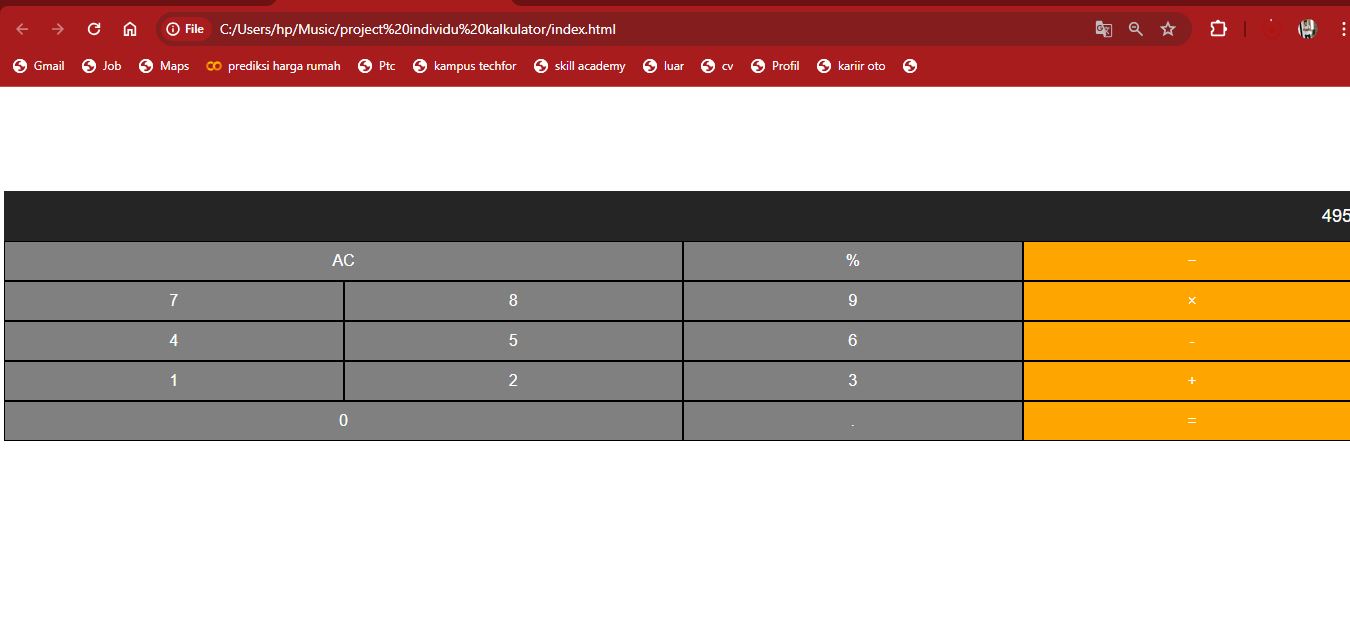 File C:/Users/hp/Music/project%20individu%20kalkulator/index.html
Gmail Job Maps prediksi harga rumah Ptc kampus techfor skill academy luar cv Profil kariir oto
495
AC % −
7 8 9 ×
4 5 6 -
1 2 3 +
0 . =